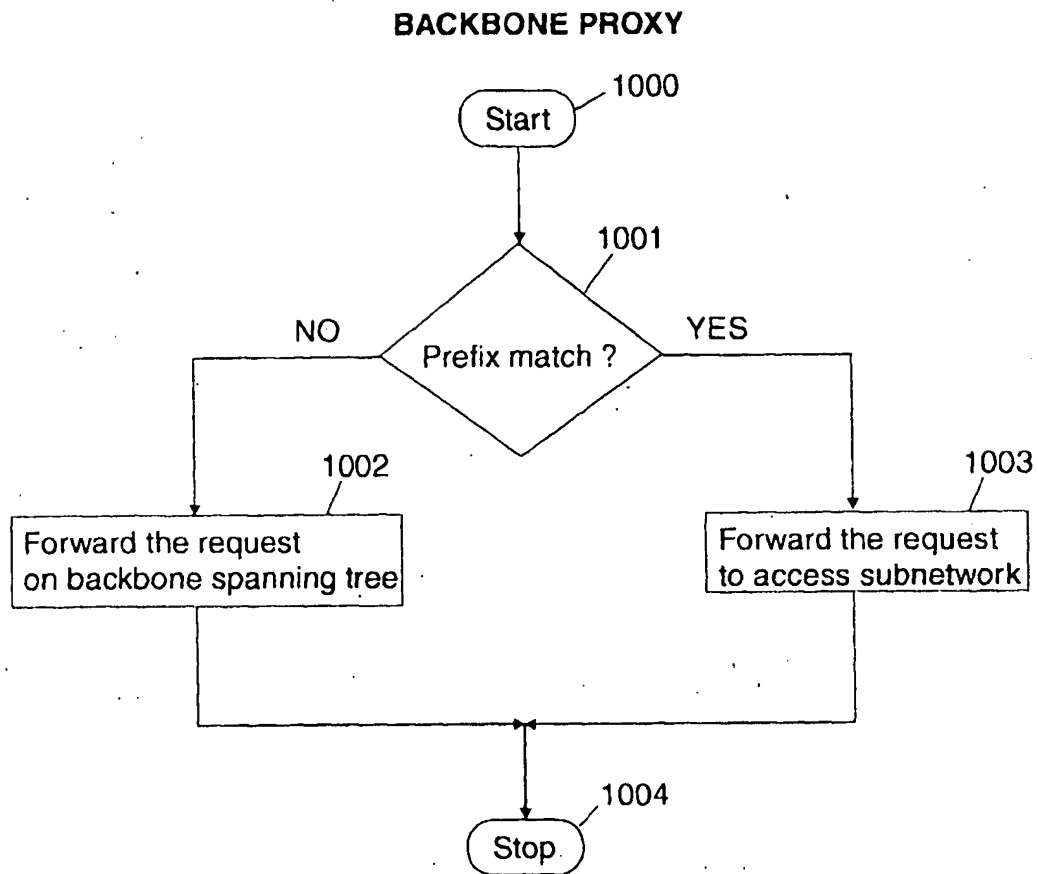 BACKBONE PROXY
1000
Start
1001
NO
YES
Prefix match ?
1002
1003
Forward the request
on backbone spanning tree
Forward the request
to access subnetwork
1004
Stop